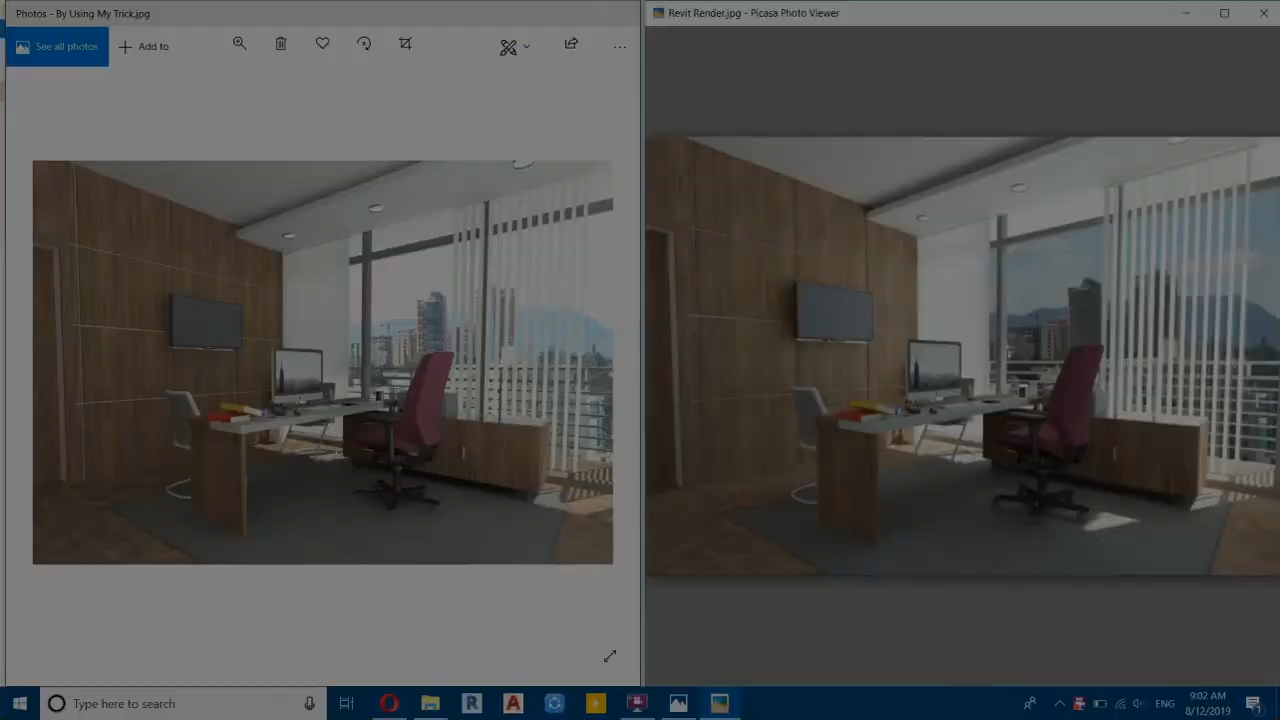 Photos - By Using My Trick.jpg
See all photos
Add to
Revit Render.jpg - Picasa Photo Viewer
Type here to search
ENG
9:02 AM
8/12/2019